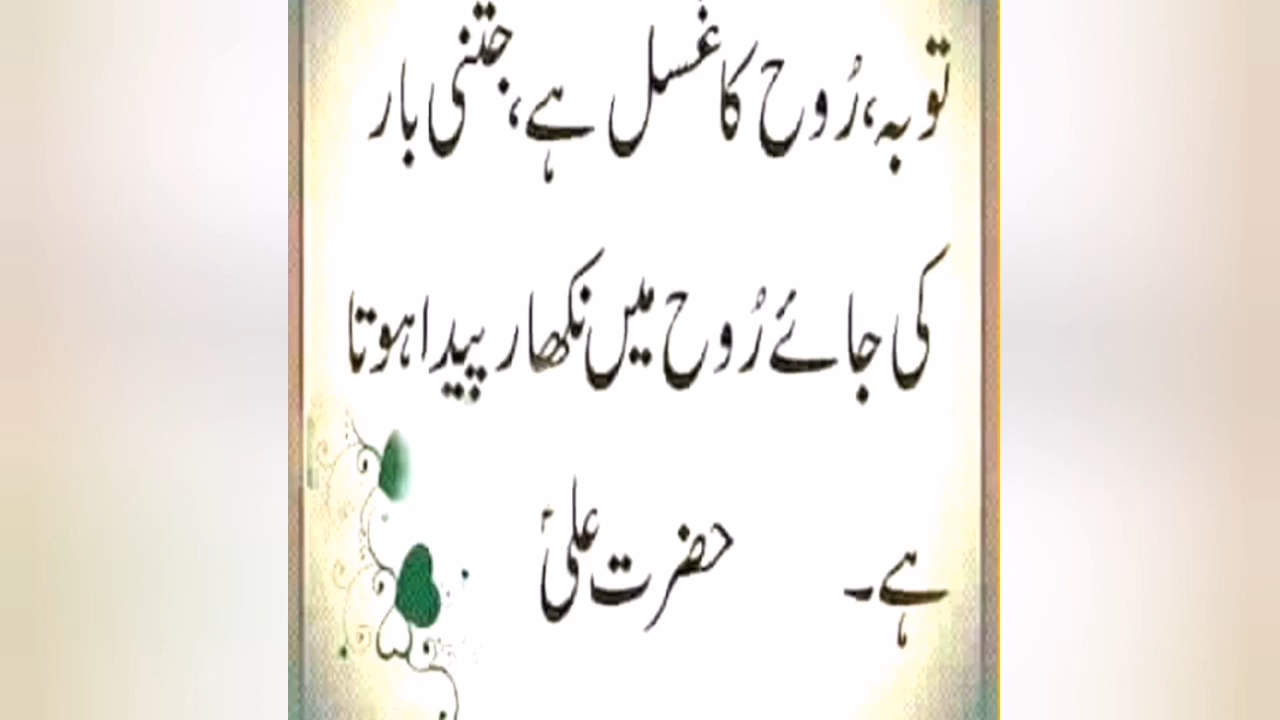 توبہ، رُوح کا غسل ہے، جتنی بار
کی جائے رُوح میں نکھار پیدا ہوتا
ہے۔ حضرت علیؑ